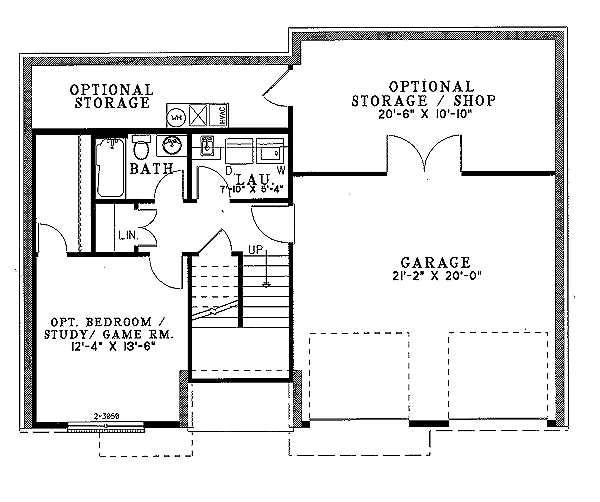 OPTIONAL
STORAGE
WH
HVAC
OPTIONAL
STORAGE / SHOP
20'-6" X 10'-10"
BATH
D.
W
LAU.
7'-10" X 5'-4"
LIN.
UP
GARAGE
21'-2" X 20'-0"
OPT. BEDROOM /
STUDY/ GAME RM.
12'-4" X 13'-6"
2-3050